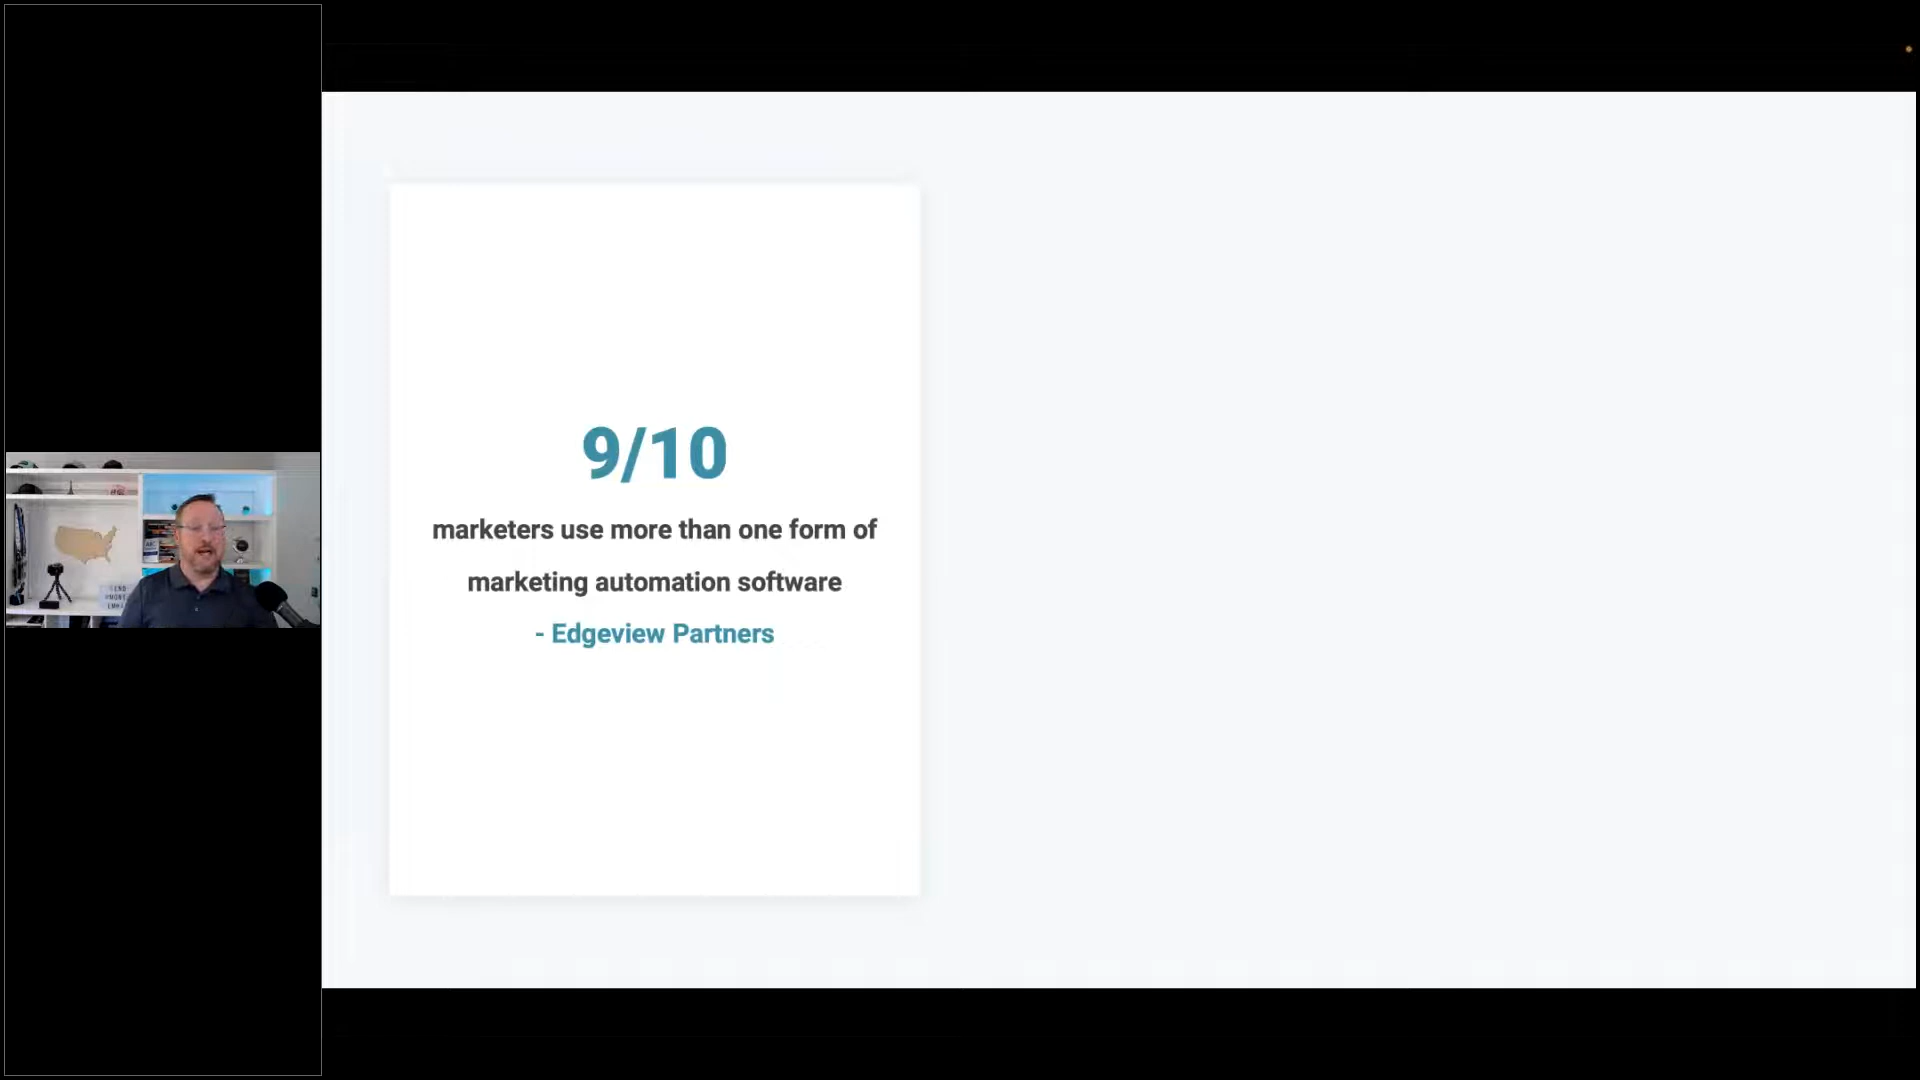 9/10
marketers use more than one form of
marketing automation software
- Edgeview Partners